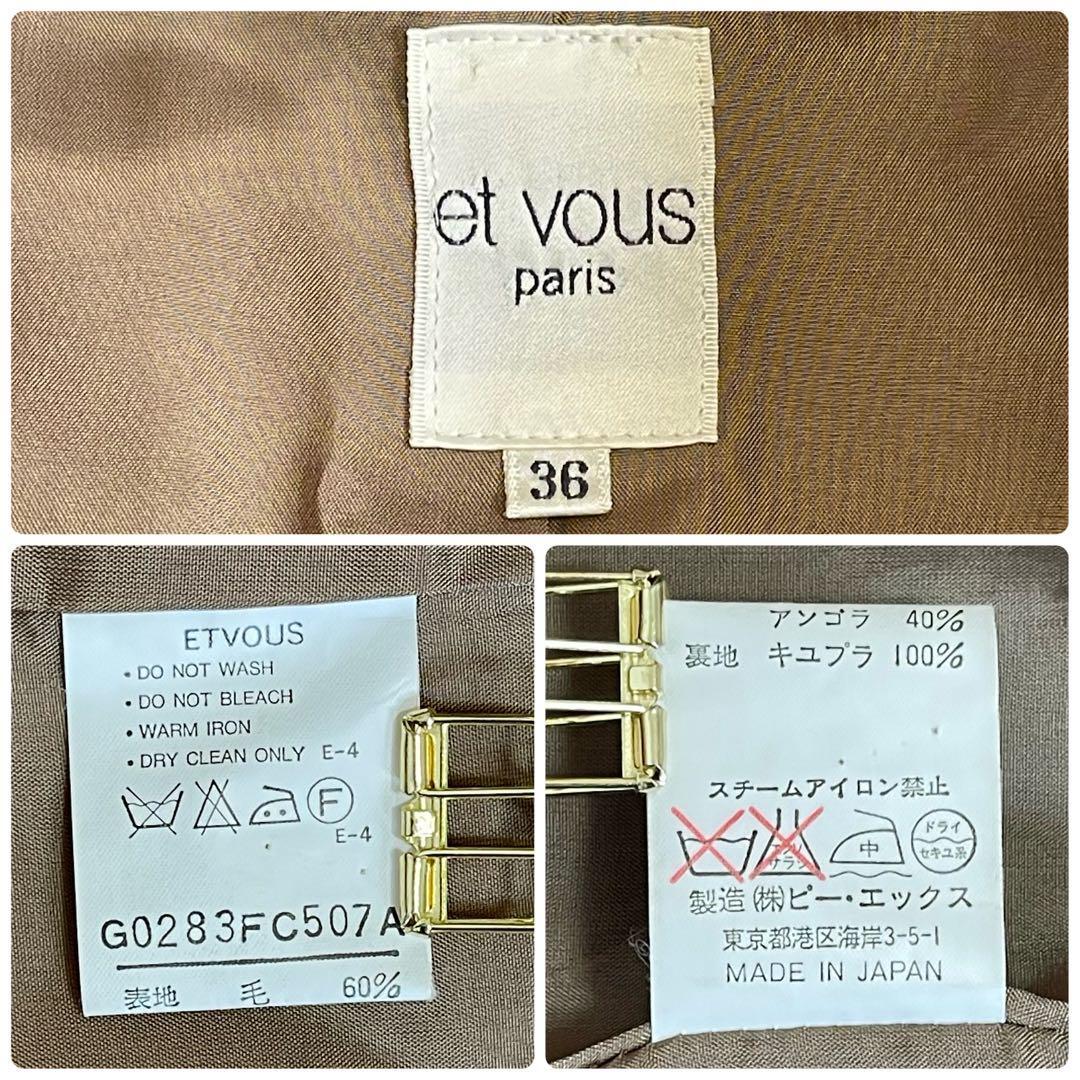 et vous
paris
36
ETVOUS
• DO NOT WASH
• DO NOT BLEACH
• WARM IRON
• DRY CLEAN ONLY E-4
F
E-4
G0283FC507A
表地 毛 60%
アンゴラ 40%
裏地 キユプラ 100%
スチームアイロン禁止
中
ドライ
セキユ系
製造 (株)ピー・エックス
東京都港区海岸3-5-1
MADE IN JAPAN